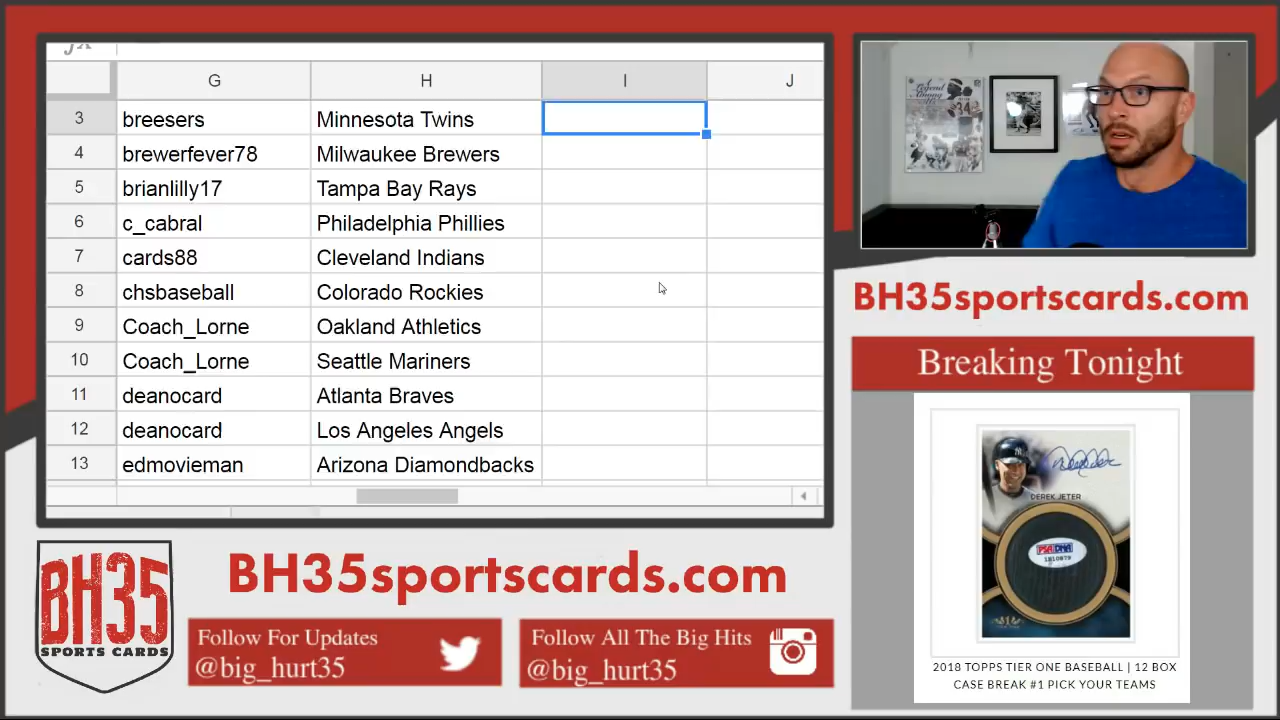 G H I J
3 breesers Minnesota Twins
4 brewerfever78 Milwaukee Brewers
5 brianlilly17 Tampa Bay Rays
6 c_cabral Philadelphia Phillies
7 cards88 Cleveland Indians
8 chsbaseball Colorado Rockies
9 Coach_Lorne Oakland Athletics
10 Coach_Lorne Seattle Mariners
11 deanocard Atlanta Braves
12 deanocard Los Angeles Angels
13 edmovieman Arizona Diamondbacks
BH35sportscards.com
Breaking Tonight
DEREK JETER
PSA/DNA
2018 TOPPS TIER ONE BASEBALL | 12 BOX
CASE BREAK #1 PICK YOUR TEAMS
BH35
SPORTS CARDS
BH35sportscards.com
Follow For Updates
@big_hurt35
Follow All The Big Hits
@big_hurt35